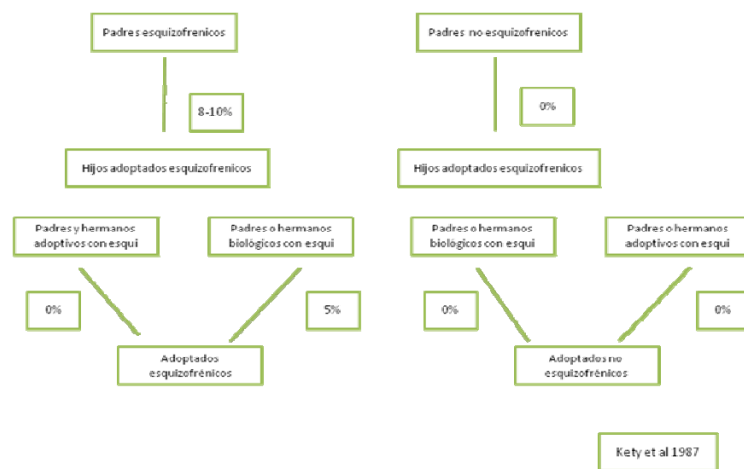 Padres esquizofrenicos
Padres no esquizofrenicos
8-10%
0%
Hijos adoptados esquizofrenicos
Hijos adoptados esquizofrenicos
Padres y hermanos
adoptivos con esqui
Padres o hermanos
biológicos con esqui
Padres o hermanos
biológicos con esqui
Padres o hermanos
adoptivos con esqui
0%
5%
0%
0%
Adoptados
esquizofrénicos
Adoptados no
esquizofrénicos
Kety et al 1987